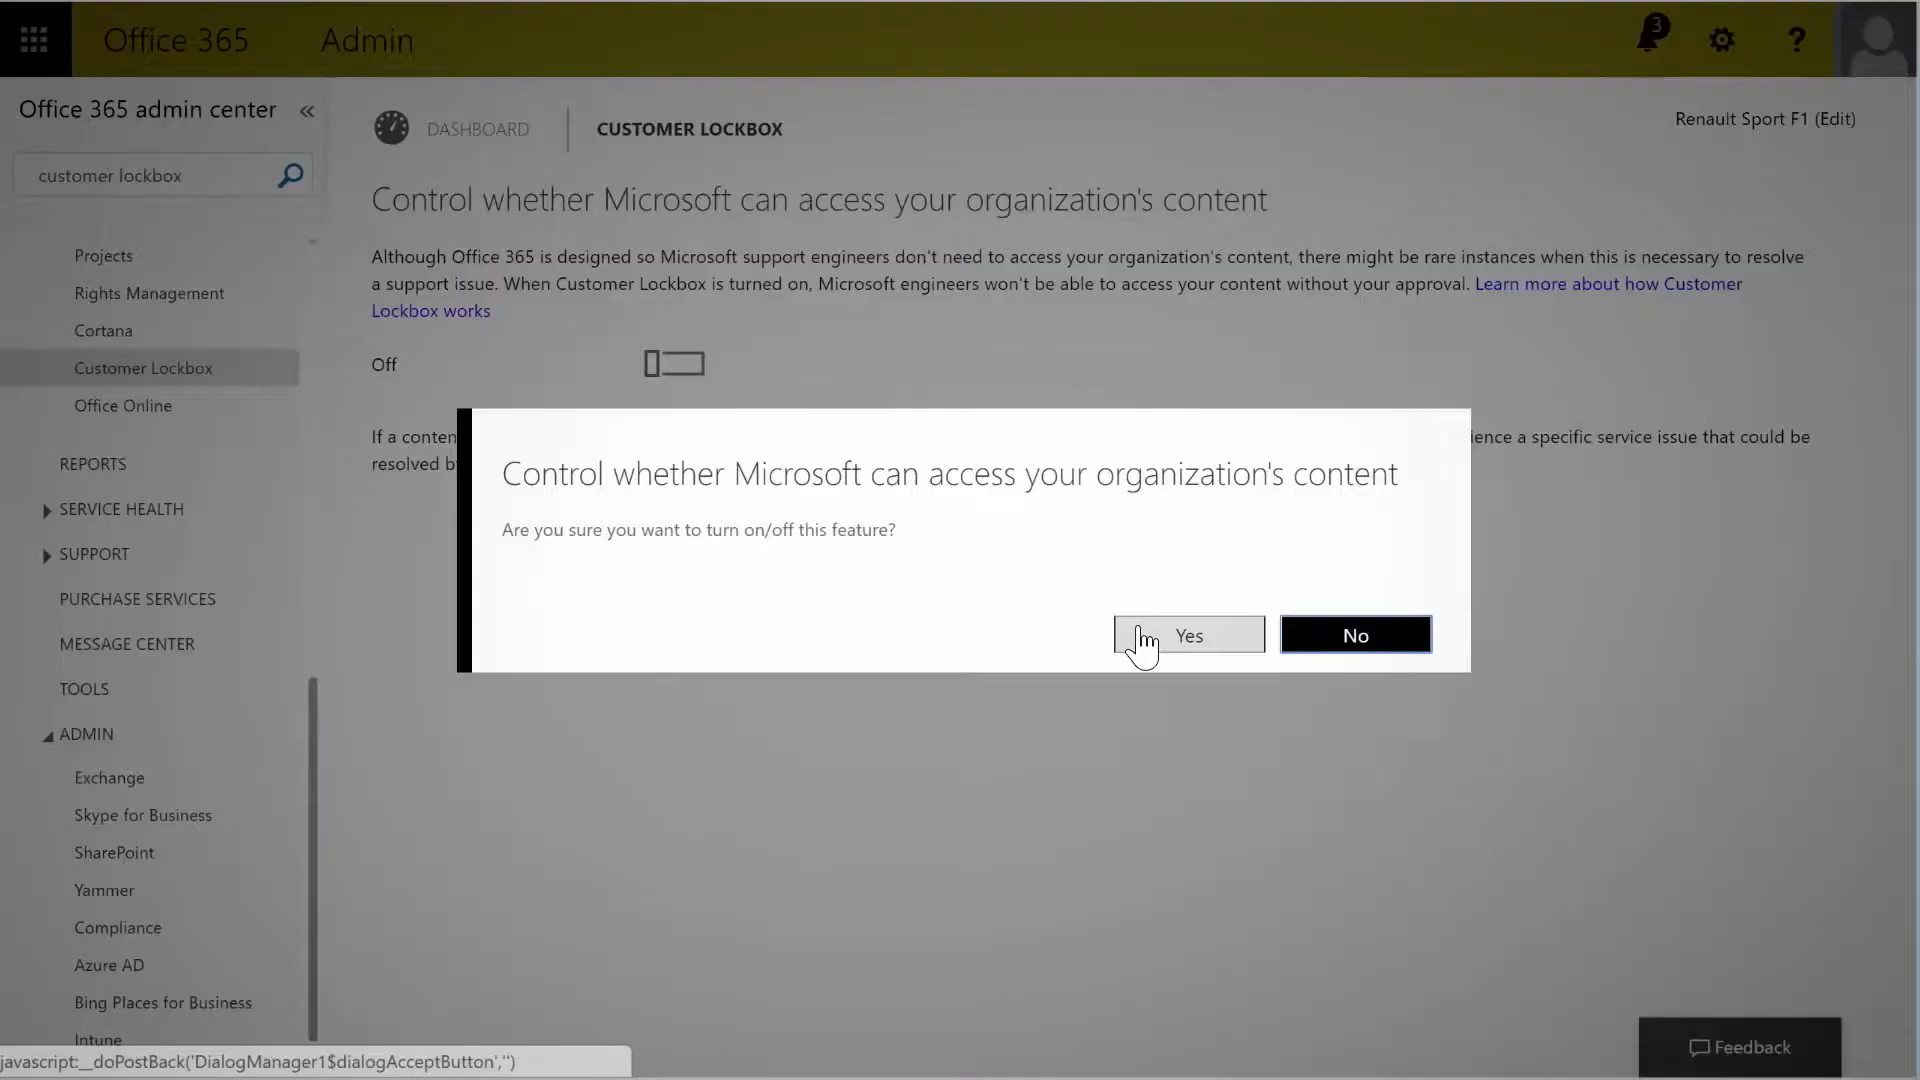 Office 365
Admin
3
?
Office 365 admin center
customer lockbox
Projects
Rights Management
Cortana
Customer Lockbox
Office Online
REPORTS
SERVICE HEALTH
SUPPORT
PURCHASE SERVICES
MESSAGE CENTER
TOOLS
ADMIN
Exchange
Skype for Business
SharePoint
Yammer
Compliance
Azure AD
Bing Places for Business
Intune
javascript:__doPostBack('DialogManager1$dialogAcceptButton','')
DASHBOARD
CUSTOMER LOCKBOX
Renault Sport F1 (Edit)
Control whether Microsoft can access your organization's content
Although Office 365 is designed so Microsoft support engineers don't need to access your organization's content, there might be rare instances when this is necessary to resolve
a support issue. When Customer Lockbox is turned on, Microsoft engineers won't be able to access your content without your approval. Learn more about how Customer
Lockbox works
Off
If a conten
ience a specific service issue that could be
resolved b
Control whether Microsoft can access your organization's content
Are you sure you want to turn on/off this feature?
Yes
No
Feedback